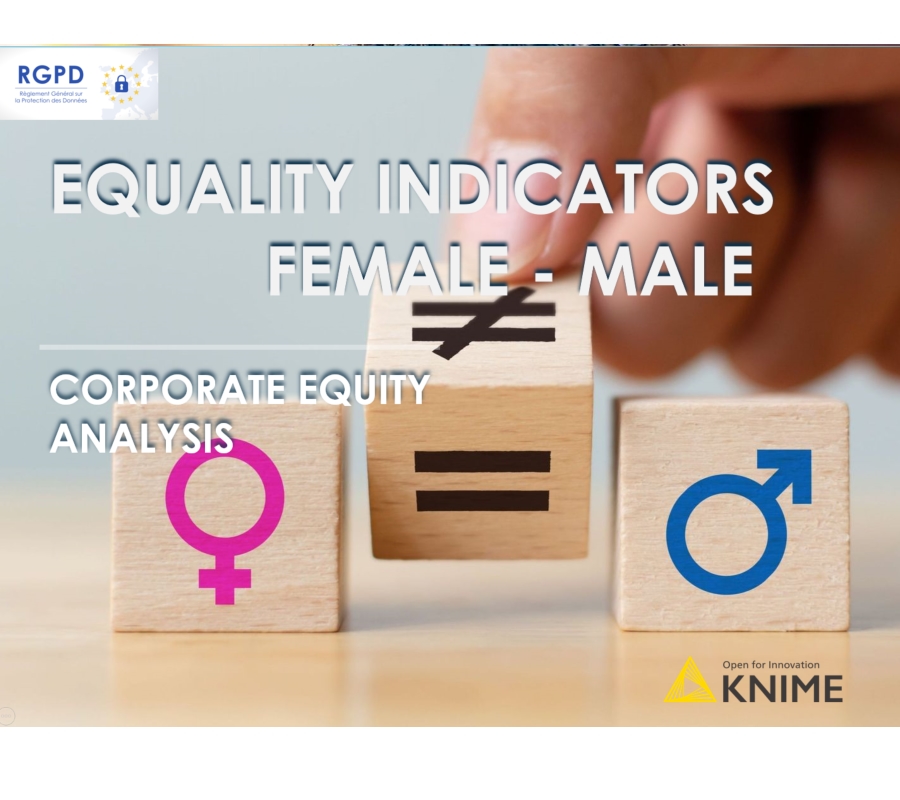 RGPD
Règlement Général sur
la Protection des Données
EQUALITY INDICATORS
FEMALE - MALE
CORPORATE EQUITY
ANALYSIS
Open for Innovation
KNIME